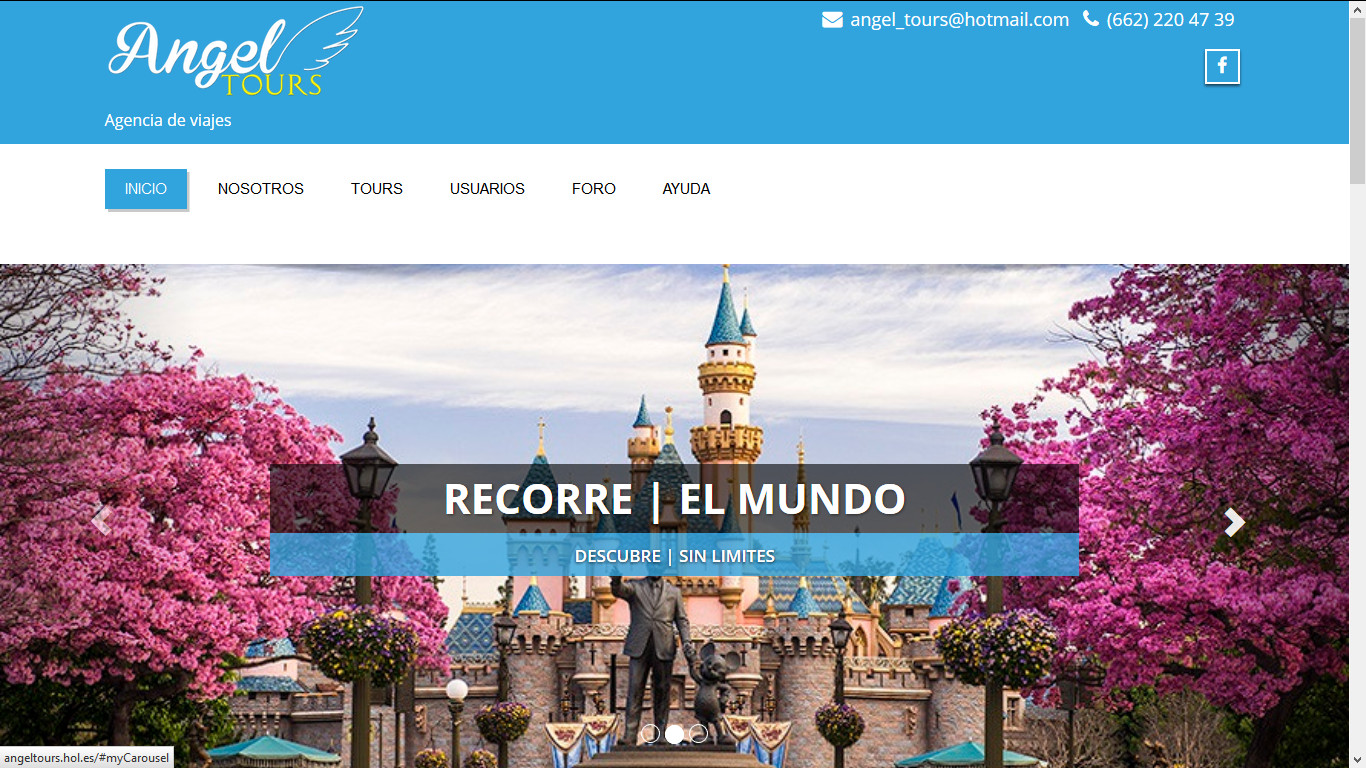 Angel
TOURS
Agencia de viajes
angel_tours@hotmail.com (662) 220 47 39
f
INICIO NOSOTROS TOURS USUARIOS FORO AYUDA
RECORRE | EL MUNDO
DESCUBRE | SIN LIMITES
angeltours.hol.es/#myCarousel